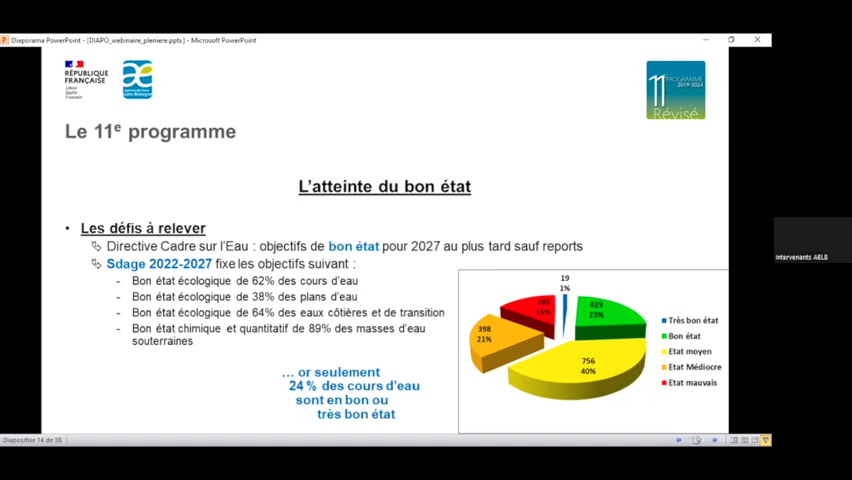 Diaporama PowerPoint - [DIAPO_webinaire_pleniere.pptx] - Microsoft PowerPoint
RÉPUBLIQUE
FRANÇAISE
Liberté
Égalité
Fraternité
11 PROGRAMME
2019-2024
Révisé
Le 11e programme
L'atteinte du bon état
• Les défis à relever
Directive Cadre sur l'Eau : objectifs de bon état pour 2027 au plus tard sauf reports
Sdage 2022-2027 fixe les objectifs suivant :
- Bon état écologique de 62% des cours d'eau
- Bon état écologique de 38% des plans d'eau
- Bon état écologique de 64% des eaux côtières et de transition
- Bon état chimique et quantitatif de 89% des masses d'eau
souterraines
… or seulement
24 % des cours d'eau
sont en bon ou
très bon état
19
1%
429
23%
756
40%
398
21%
285
15%
Très bon état
Bon état
Etat moyen
Etat Médiocre
Etat mauvais
Intervenants AELB
Diapositive 14 de 38